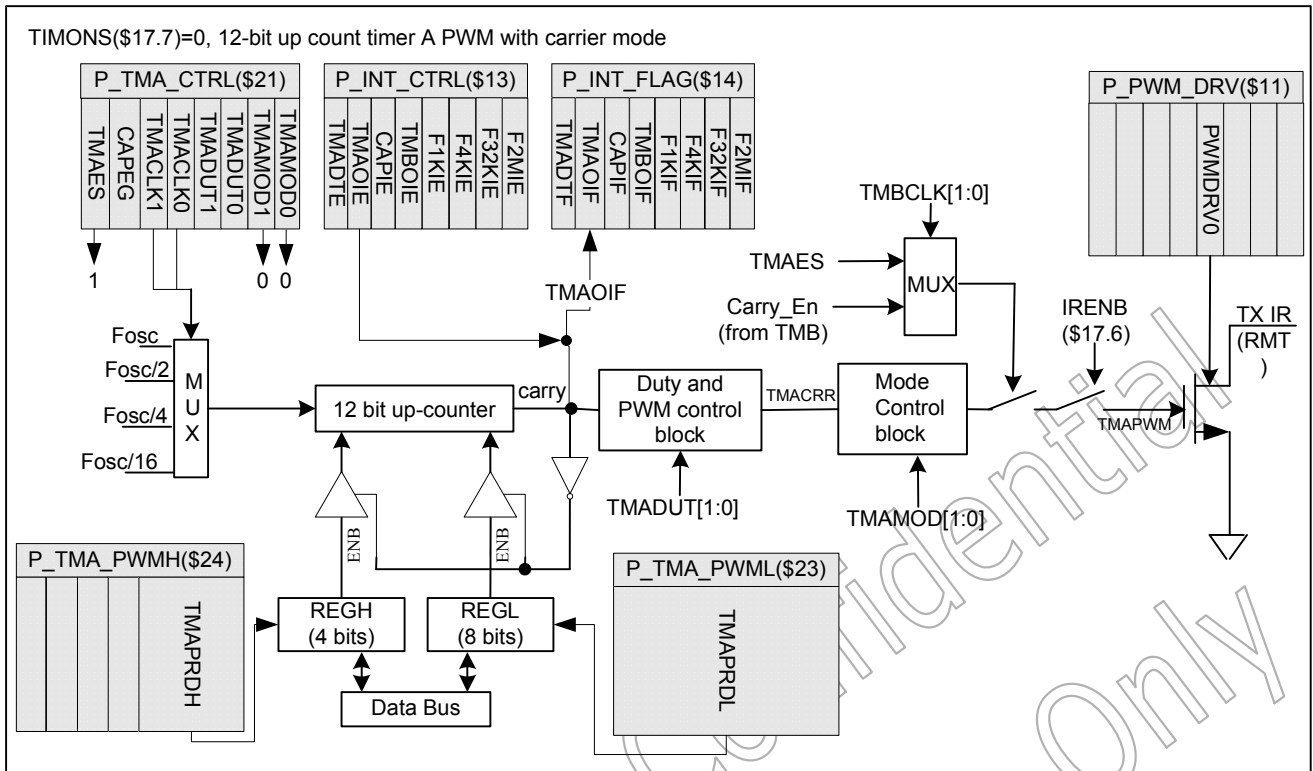 TIMONS($17.7)=0, 12-bit up count timer A PWM with carrier mode
P_TMA_CTRL($21)
TMAES
CAPEG
TMACLK1
TMACLK0
TMADUT1
TMADUT0
TMAMOD1
TMAMOD0
1
0
0
P_INT_CTRL($13)
TMADTE
TMAOIE
CAPIE
TMBOIE
F1KIE
F4KIE
F32KIE
F2MIE
P_INT_FLAG($14)
TMADTF
TMAOIF
CAPIF
TMBOIF
F1KIF
F4KIF
F32KIF
F2MIF
P_PWM_DRV($11)
PWMDRV0
TMBCLK[1:0]
TMAES
Carry_En
(from TMB)
MUX
TMAOIF
IRENB
($17.6)
TX IR
(RMT
)
Fosc
Fosc/2
Fosc/4
Fosc/16
MUX
12 bit up-counter
carry
Duty and
PWM control
block
TMACRR
Mode
Control
block
TMAPWM
TMADUT[1:0]
TMAMOD[1:0]
ENB
ENB
P_TMA_PWMH($24)
TMAPRDH
REGH
(4 bits)
REGL
(8 bits)
Data Bus
P_TMA_PWML($23)
TMAPRDL
Confidential
Only